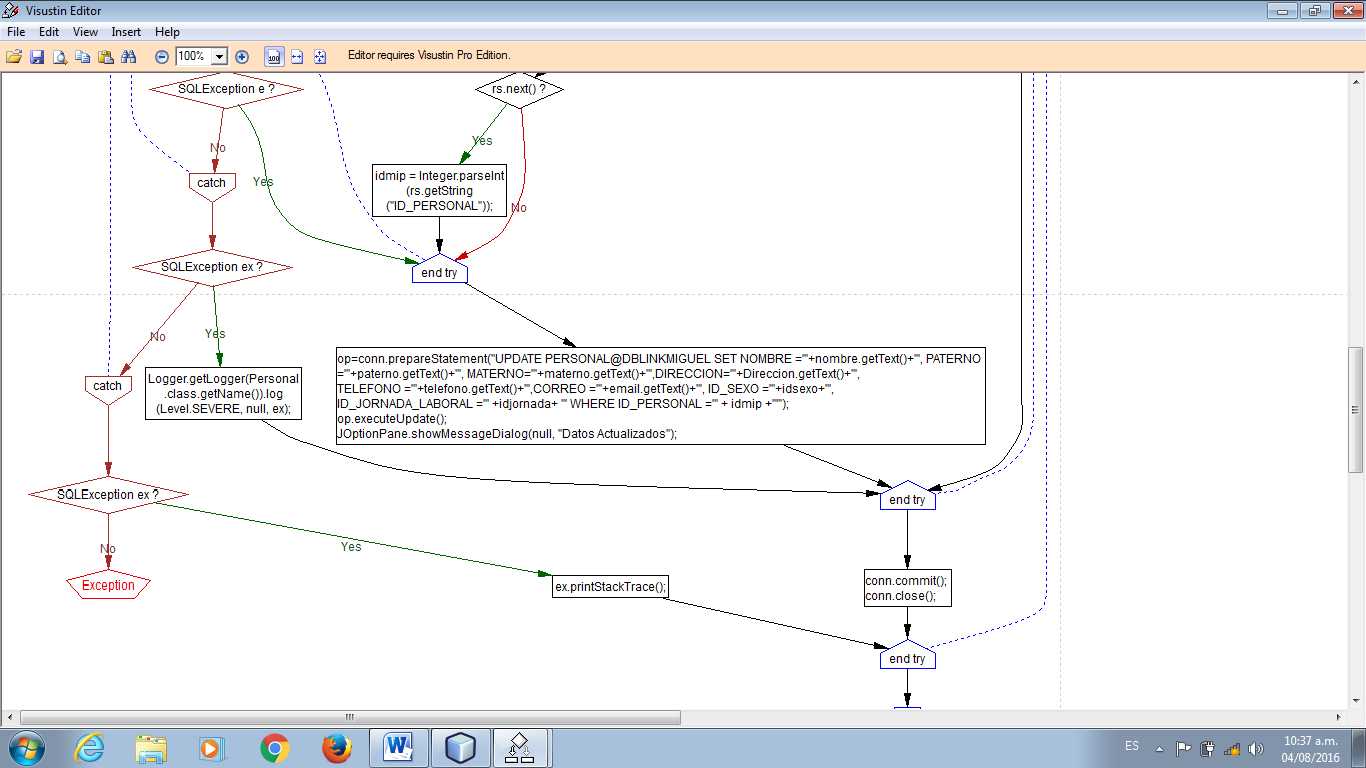 Visustin Editor
File Edit View Insert Help
100%
100
Editor requires Visustin Pro Edition.
SQLException e ?
rs.next() ?
No
Yes
Yes
catch
idmip = Integer.parseInt
(rs.getString
("ID_PERSONAL"));
No
SQLException ex ?
end try
No
Yes
op=conn.prepareStatement("UPDATE PERSONAL@DBLINKMIGUEL SET NOMBRE ='"+nombre.getText()+"', PATERNO
='"+paterno.getText()+"', MATERNO='"+materno.getText()+"',DIRECCION='"+Direccion.getText()+"',
TELEFONO ='"+telefono.getText()+"',CORREO ='"+email.getText()+"', ID_SEXO ='"+idsexo+"',
ID_JORNADA_LABORAL ='" +idjornada+ "' WHERE ID_PERSONAL ='" + idmip +"'");
op.executeUpdate();
JOptionPane.showMessageDialog(null, "Datos Actualizados");
catch
Logger.getLogger(Personal
.class.getName()).log
(Level.SEVERE, null, ex);
SQLException ex ?
end try
No
Yes
Exception
ex.printStackTrace();
conn.commit();
conn.close();
end try
ES
10:37 a.m.
04/08/2016